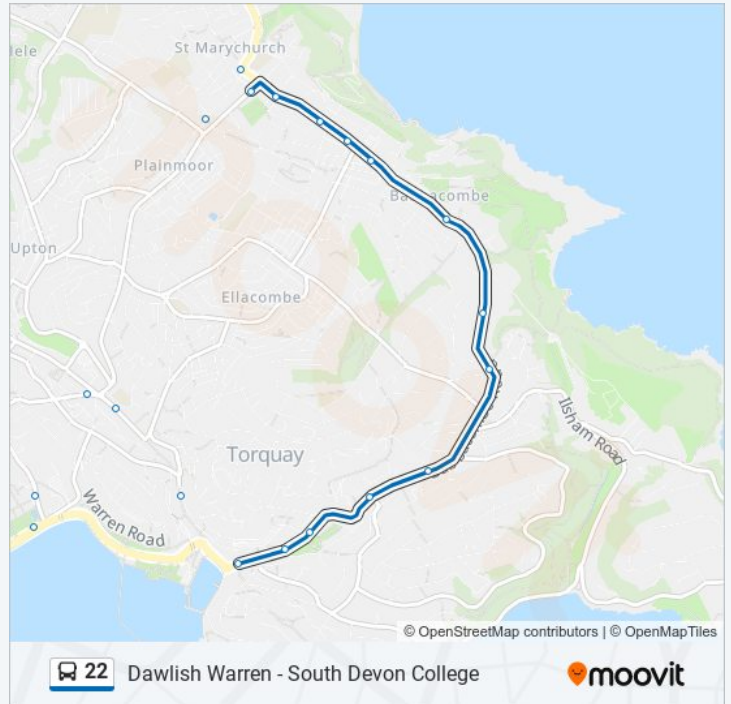 St Marychurch
Plainmoor
Upton
Ellacombe
Ilsham Road
Torquay
Warren Road
© OpenStreetMap contributors | © OpenMapTiles
22 Dawlish Warren - South Devon College
moovit